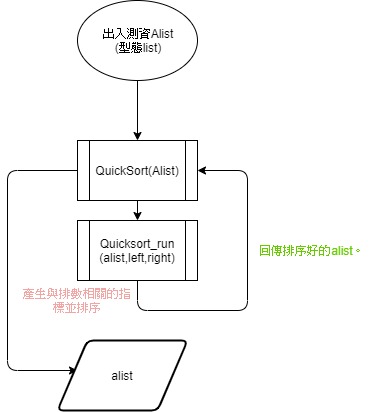 出入測資Alist
(型態list)
QuickSort(Alist)
Quicksort_run
(alist,left,right)
回傳排序好的alist。
產生與排數相關的指
標並排序
alist